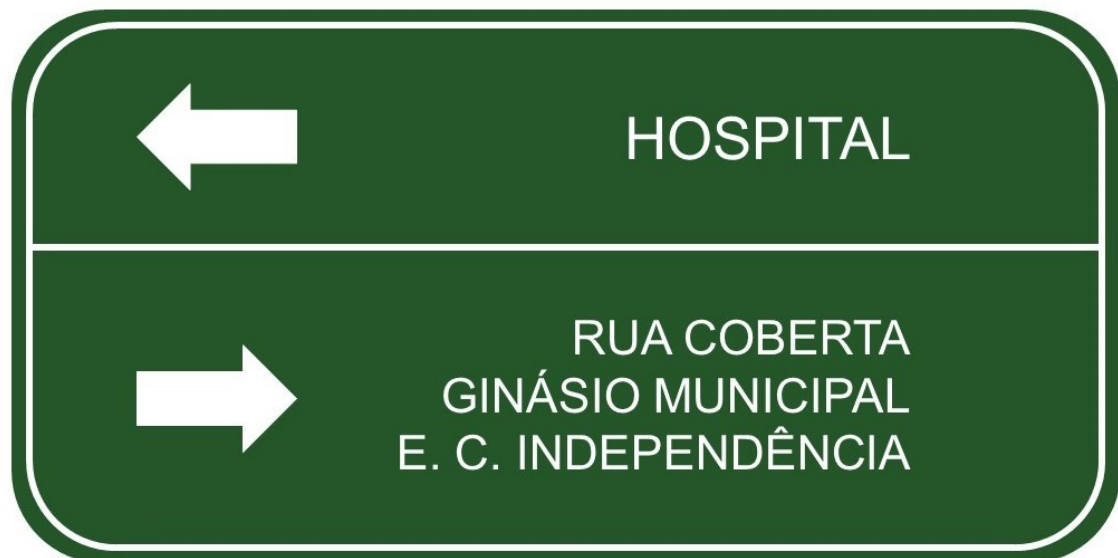 HOSPITAL
RUA COBERTA
GINÁSIO MUNICIPAL
E. C. INDEPENDÊNCIA